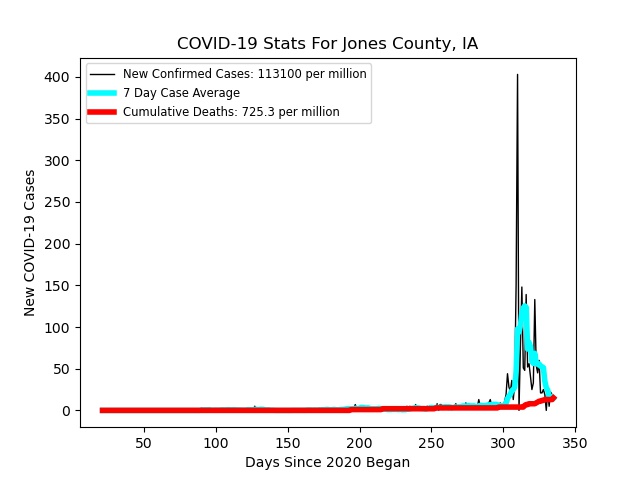 COVID-19 Stats For Jones County, IA
New Confirmed Cases: 113100 per million
7 Day Case Average
Cumulative Deaths: 725.3 per million
New COVID-19 Cases
400
350
300
250
200
150
100
50
0
50 100 150 200 250 300 350
Days Since 2020 Began